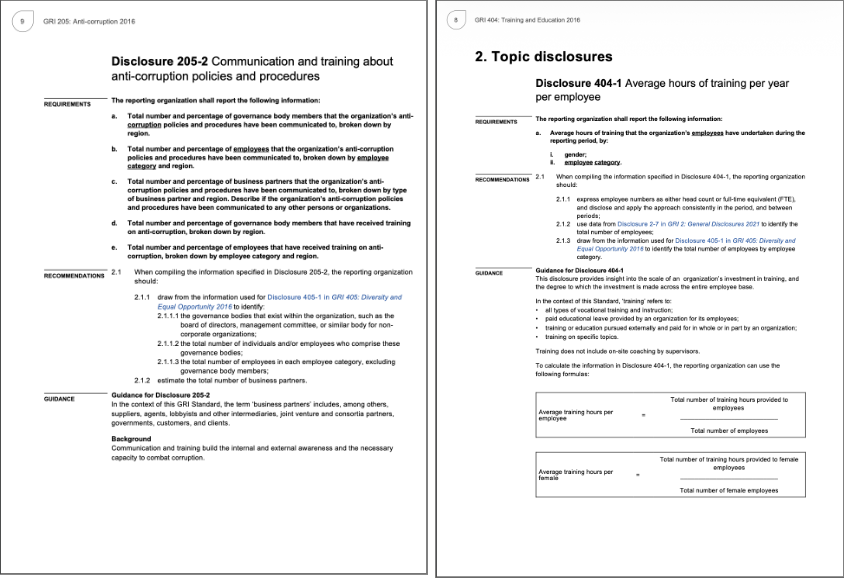 9 GRI 205: Anti-corruption 2016
Disclosure 205-2 Communication and training about
anti-corruption policies and procedures
REQUIREMENTS
The reporting organization shall report the following information:
a. Total number and percentage of governance body members that the organization's anti-
corruption policies and procedures have been communicated to, broken down by
region.
b. Total number and percentage of employees that the organization's anti-corruption
policies and procedures have been communicated to, broken down by employee
category and region.
c. Total number and percentage of business partners that the organization's anti-
corruption policies and procedures have been communicated to, broken down by type
of business partner and region. Describe if the organization's anti-corruption policies
and procedures have been communicated to any other persons or organizations.
d. Total number and percentage of governance body members that have received training
on anti-corruption, broken down by region.
e. Total number and percentage of employees that have received training on anti-
corruption, broken down by employee category and region.
RECOMMENDATIONS
2.1 When compiling the information specified in Disclosure 205-2, the reporting organization
should:
2.1.1 draw from the information used for Disclosure 405-1 in GRI 405: Diversity and
Equal Opportunity 2016 to identify:
2.1.1.1 the governance bodies that exist within the organization, such as the
board of directors, management committee, or similar body for non-
corporate organizations;
2.1.1.2 the total number of individuals and/or employees who comprise these
governance bodies;
2.1.1.3 the total number of employees in each employee category, excluding
governance body members;
2.1.2 estimate the total number of business partners.
GUIDANCE
Guidance for Disclosure 205-2
In the context of this GRI Standard, the term 'business partners' includes, among others,
suppliers, agents, lobbyists and other intermediaries, joint venture and consortia partners,
governments, customers, and clients.
Background
Communication and training build the internal and external awareness and the necessary
capacity to combat corruption.
8 GRI 404: Training and Education 2016
2. Topic disclosures
Disclosure 404-1 Average hours of training per year
per employee
REQUIREMENTS
The reporting organization shall report the following information:
a. Average hours of training that the organization's employees have undertaken during the
reporting period, by:
i. gender;
ii. employee category.
RECOMMENDATIONS
2.1 When compiling the information specified in Disclosure 404-1, the reporting organization
should:
2.1.1 express employee numbers as either head count or full-time equivalent (FTE),
and disclose and apply the approach consistently in the period, and between
periods;
2.1.2 use data from Disclosure 2-7 in GRI 2: General Disclosures 2021 to identify the
total number of employees;
2.1.3 draw from the information used for Disclosure 405-1 in GRI 405: Diversity and
Equal Opportunity 2016 to identify the total number of employees by employee
category.
GUIDANCE
Guidance for Disclosure 404-1
This disclosure provides insight into the scale of an organization's investment in training, and
the degree to which the investment is made across the entire employee base.
In the context of this Standard, 'training' refers to:
• all types of vocational training and instruction;
• paid educational leave provided by an organization for its employees;
• training or education pursued externally and paid for in whole or in part by an organization;
• training on specific topics.
Training does not include on-site coaching by supervisors.
To calculate the information in Disclosure 404-1, the reporting organization can use the
following formulas:
Average training hours per
employee
=
Total number of training hours provided to
employees
Total number of employees
Average training hours per
female
=
Total number of training hours provided to female
employees
Total number of female employees